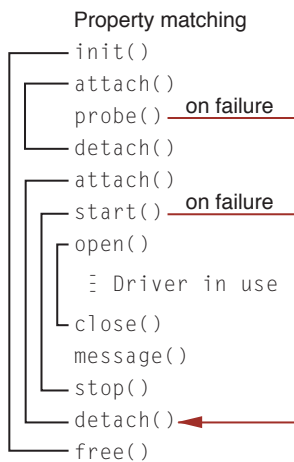 Property matching
init()
attach()
probe() on failure
detach()
attach()
start() on failure
open()
Driver in use
close()
message()
stop()
detach()
free()